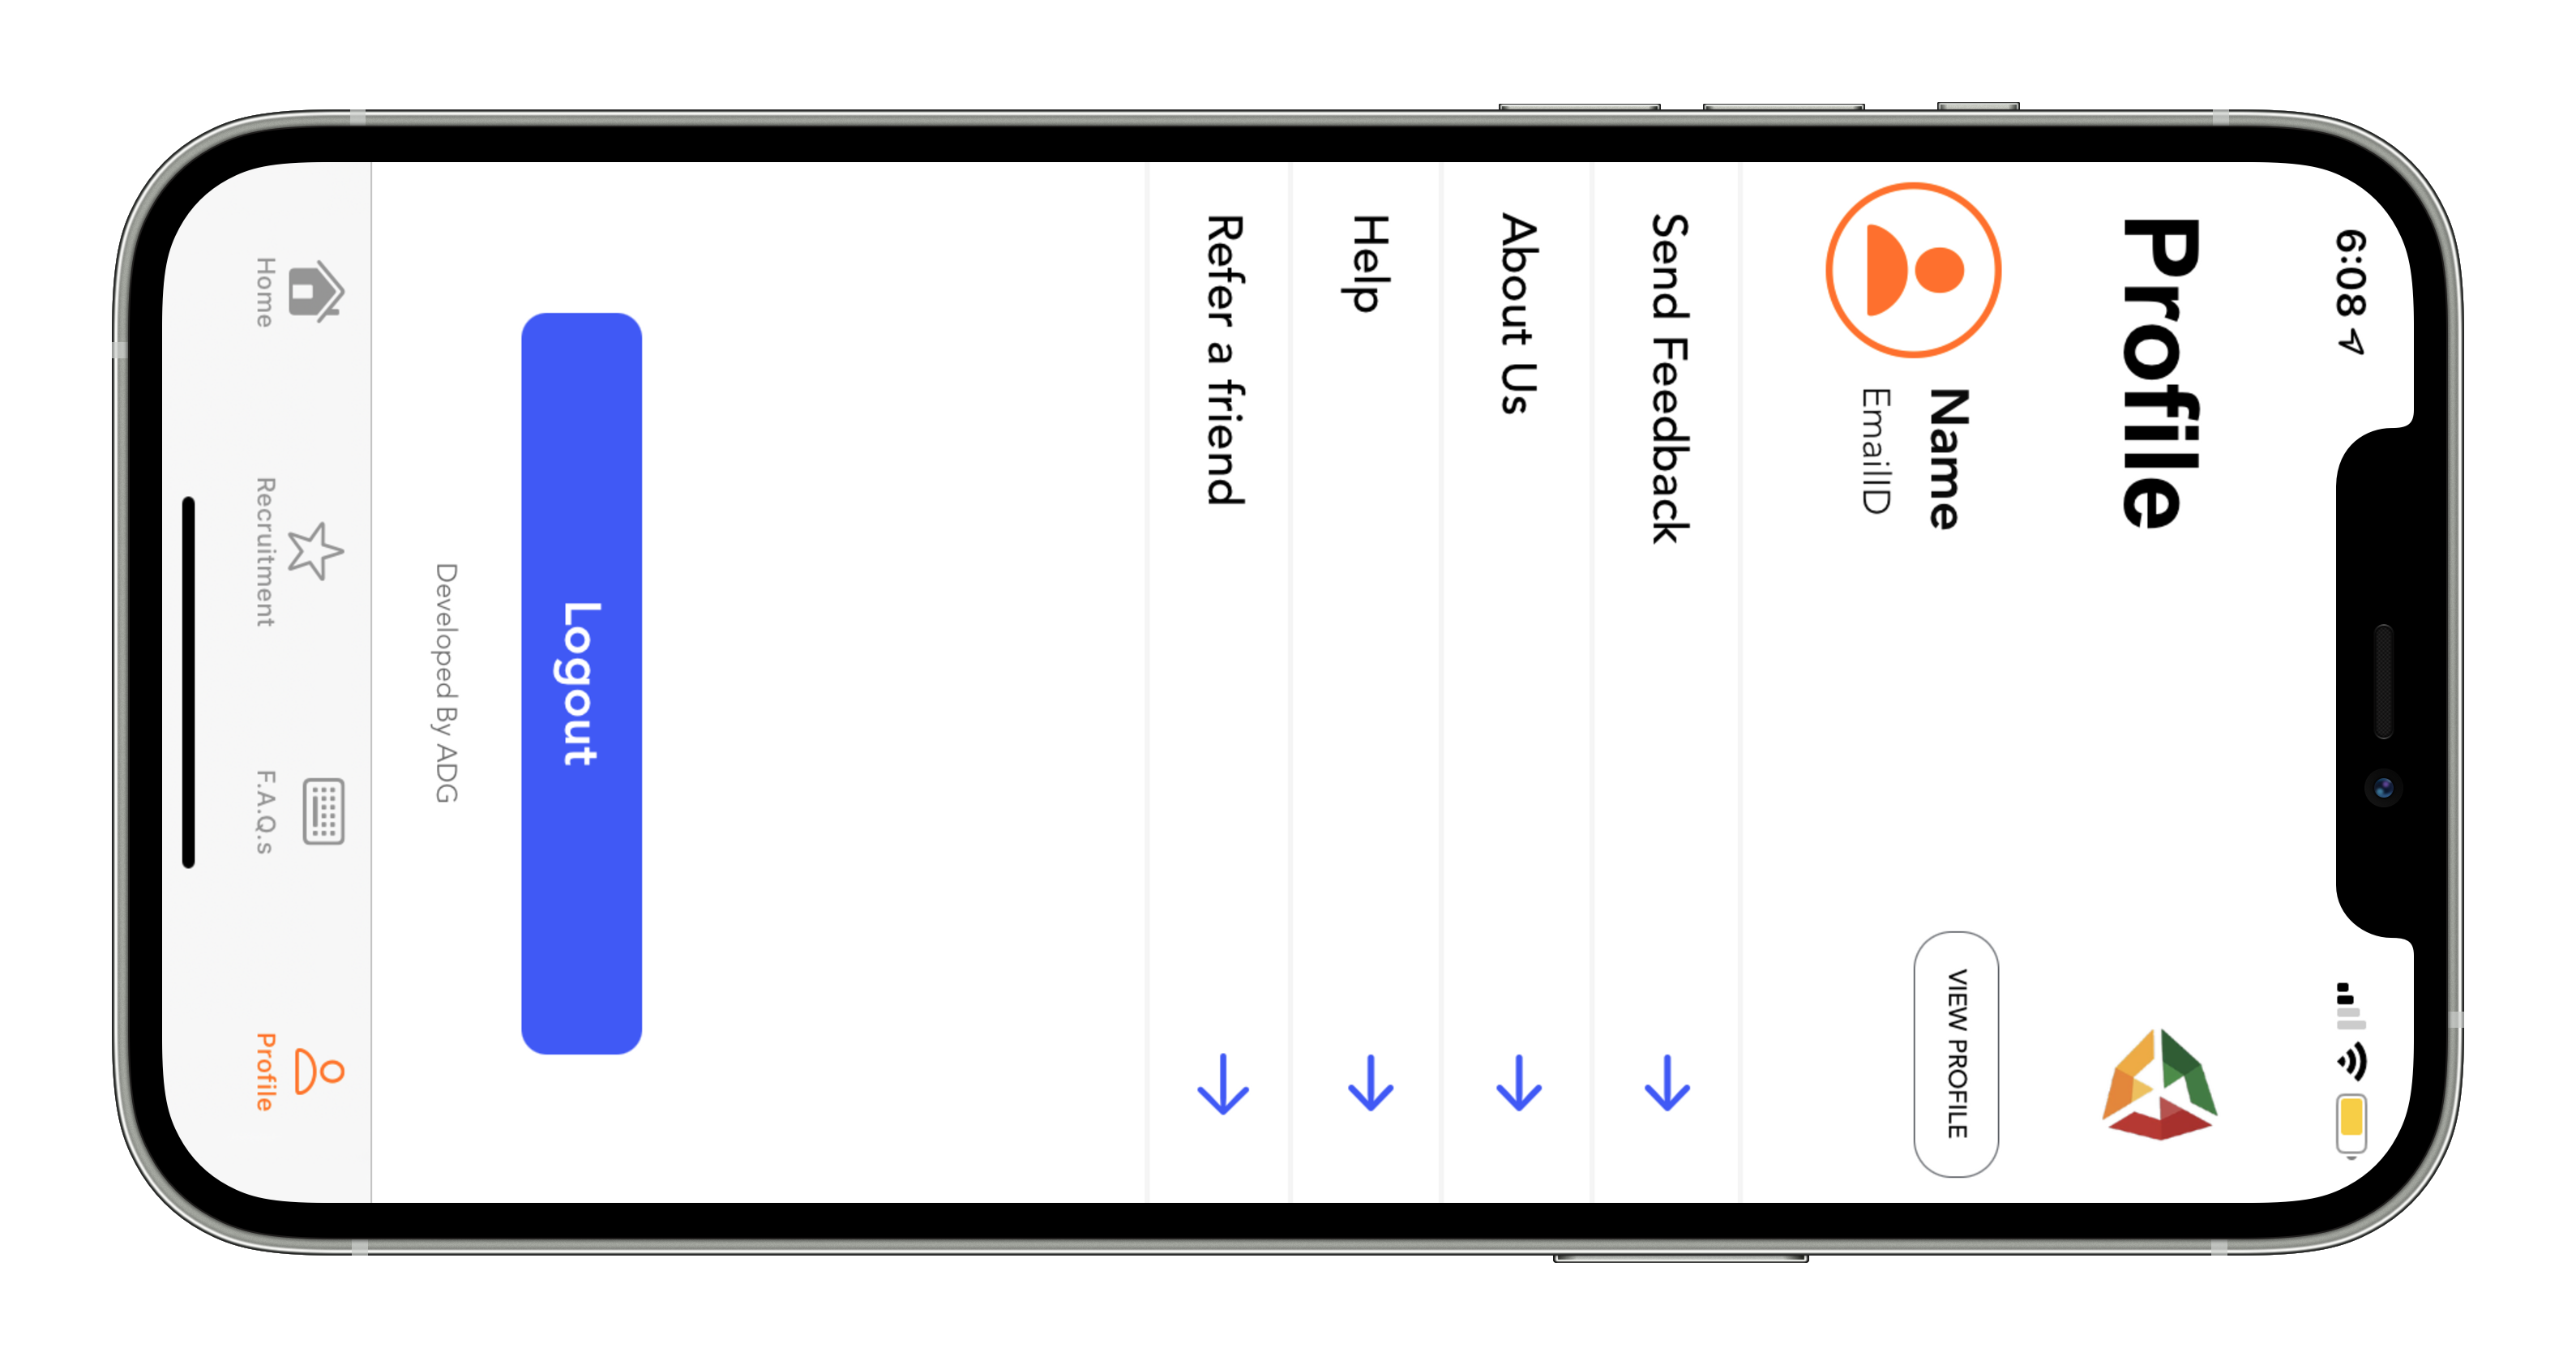 6:08
Profile
Name
EmailID
VIEW PROFILE
Send Feedback
About Us
Help
Refer a friend
Logout
Developed By ADG
Home
Recruitment
F.A.Q.s
Profile